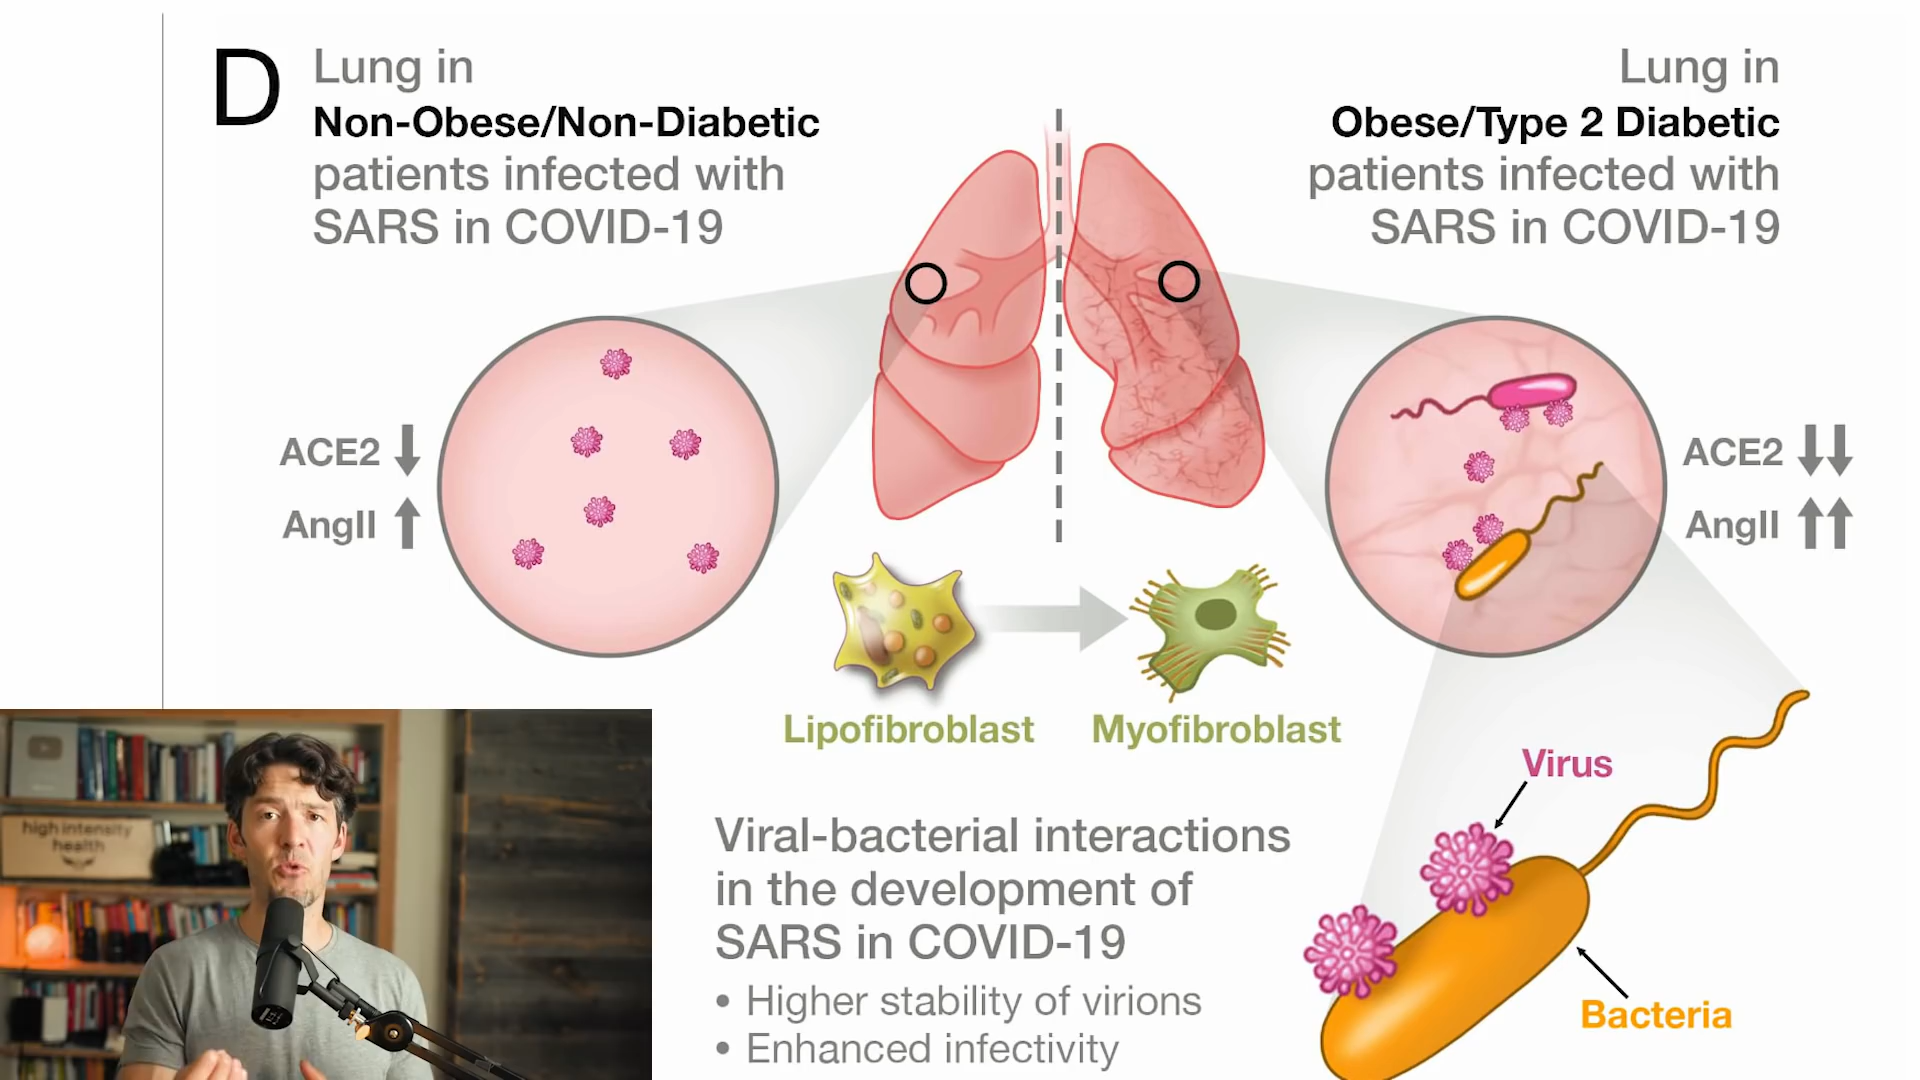 D
Lung in
Non-Obese/Non-Diabetic
patients infected with
SARS in COVID-19
Lung in
Obese/Type 2 Diabetic
patients infected with
SARS in COVID-19
ACE2
AngII
ACE2
AngII
Lipofibroblast
Myofibroblast
Virus
Bacteria
Viral-bacterial interactions
in the development of
SARS in COVID-19
• Higher stability of virions
• Enhanced infectivity
high intensity
health